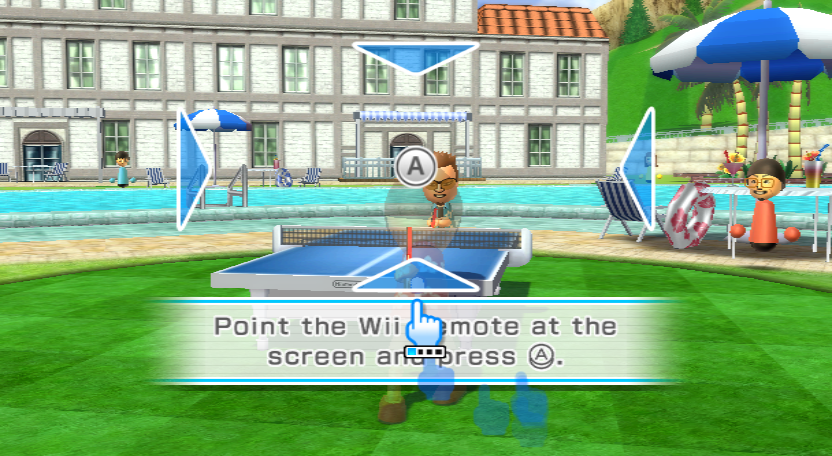 A
Point the Wii Remote at the
screen and press Ⓐ.